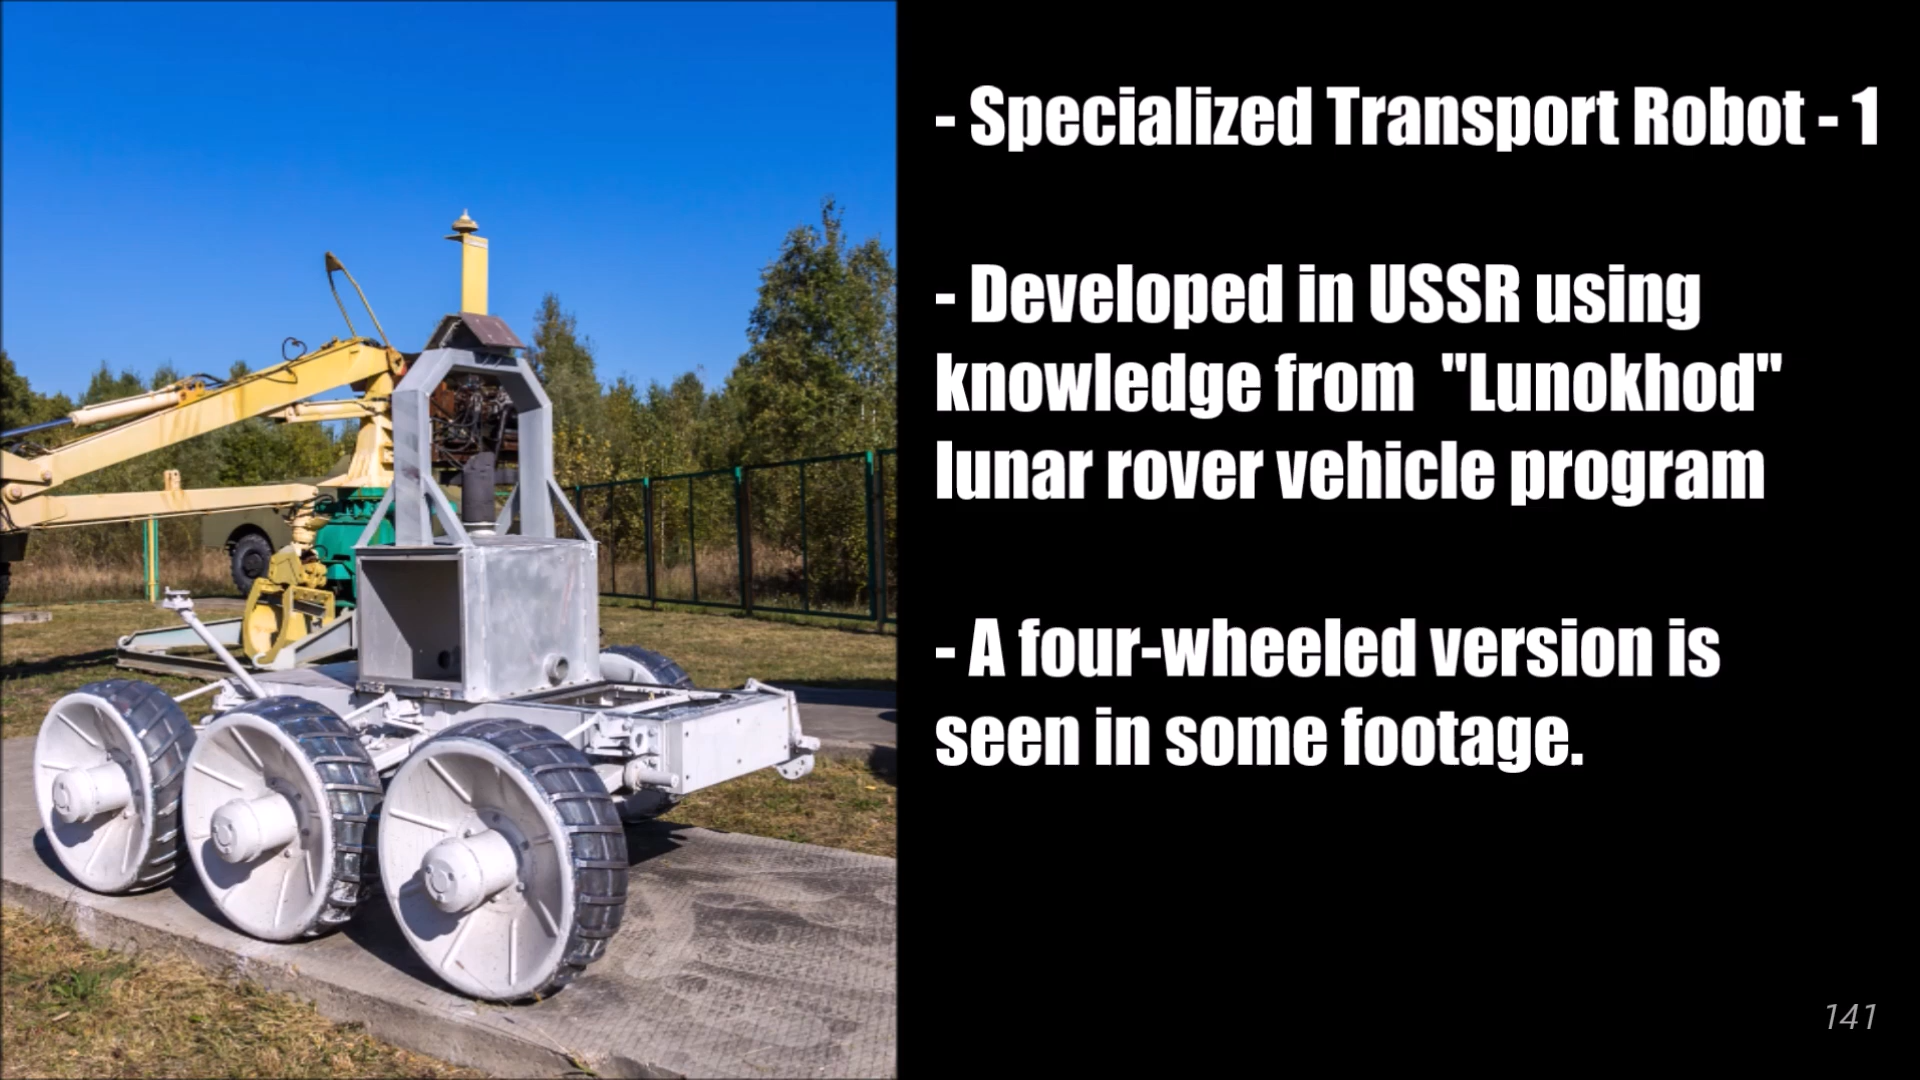 - Specialized Transport Robot - 1
- Developed in USSR using
knowledge from "Lunokhod"
lunar rover vehicle program
- A four-wheeled version is
seen in some footage.
141